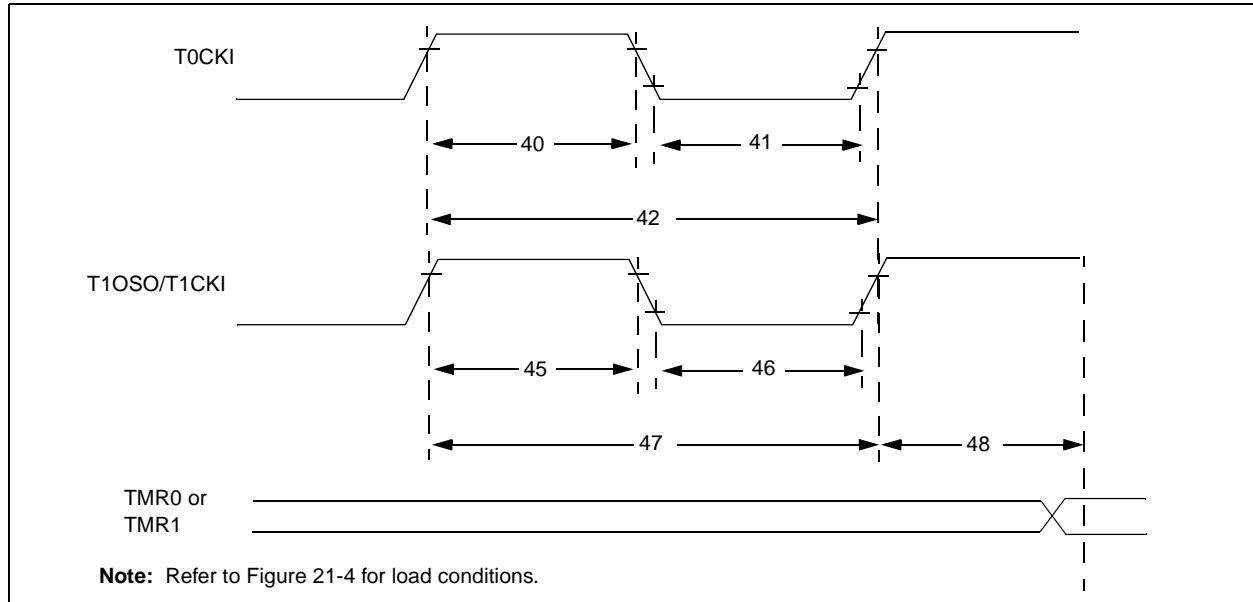 T0CKI
40
41
42
T1OSO/T1CKI
45
46
47
48
TMR0 or
TMR1
Note: Refer to Figure 21-4 for load conditions.